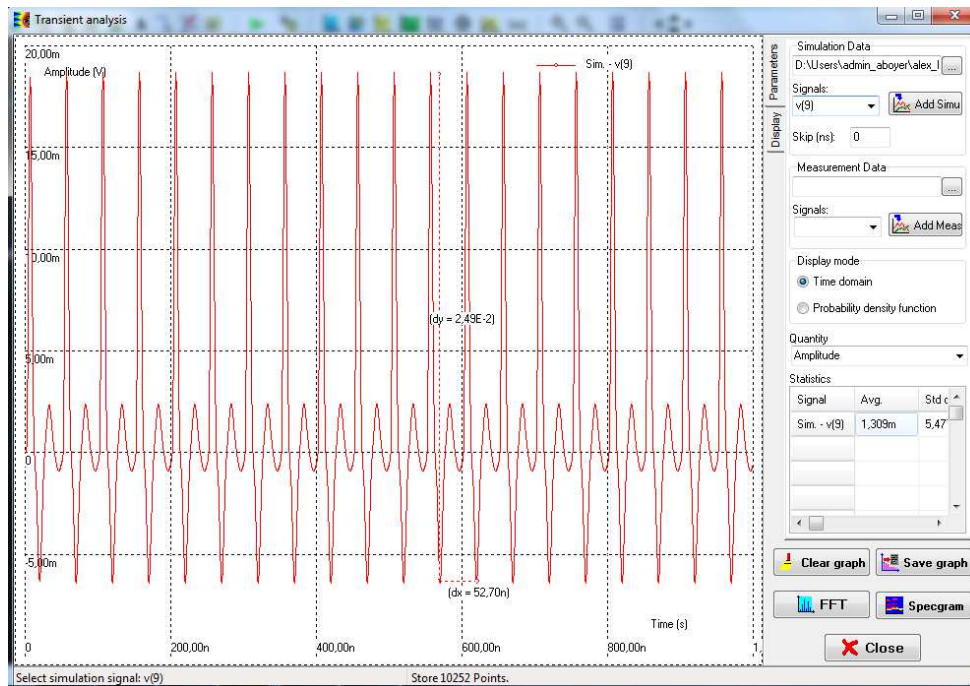 Transient analysis
20,00m
Amplitude (V)
Sim. - v(9)
15,00m
10,00m
(dy = 2,49E-2)
5,00m
0
-5,00m
(dx = 52,70n)
Time (s)
0
200,00n
400,00n
600,00n
800,00n
1,
Parameters
Display
Simulation Data
D:\Users\admin_aboyer\alex_l
...
Signals:
v(9)
Add Simu
Skip (ns):
0
Measurement Data
...
Signals:
Add Meas
Display mode
Time domain
Probability density function
Quantity
Amplitude
Statistics
Signal Avg. Std c
Sim. - v(9) 1,309m 5,47
Clear graph
Save graph
FFT
Specgram
Close
Select simulation signal: v(9)
Store 10252 Points.